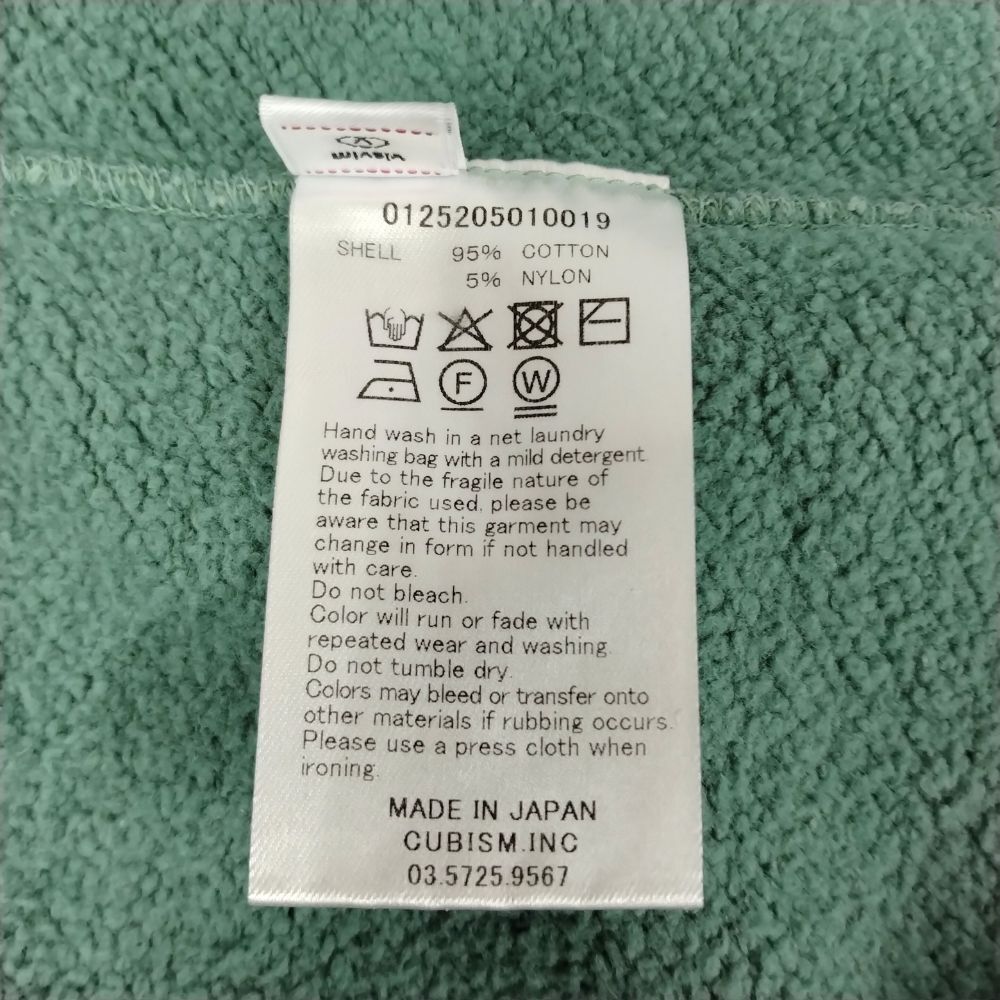 0125205010019
SHELL 95% COTTON
5% NYLON
F W
Hand wash in a net laundry
washing bag with a mild detergent.
Due to the fragile nature of
the fabric used, please be
aware that this garment may
change in form if not handled
with care.
Do not bleach.
Color will run or fade with
repeated wear and washing.
Do not tumble dry.
Colors may bleed or transfer onto
other materials if rubbing occurs.
Please use a press cloth when
ironing.
MADE IN JAPAN
CUBISM.INC
03.5725.9567